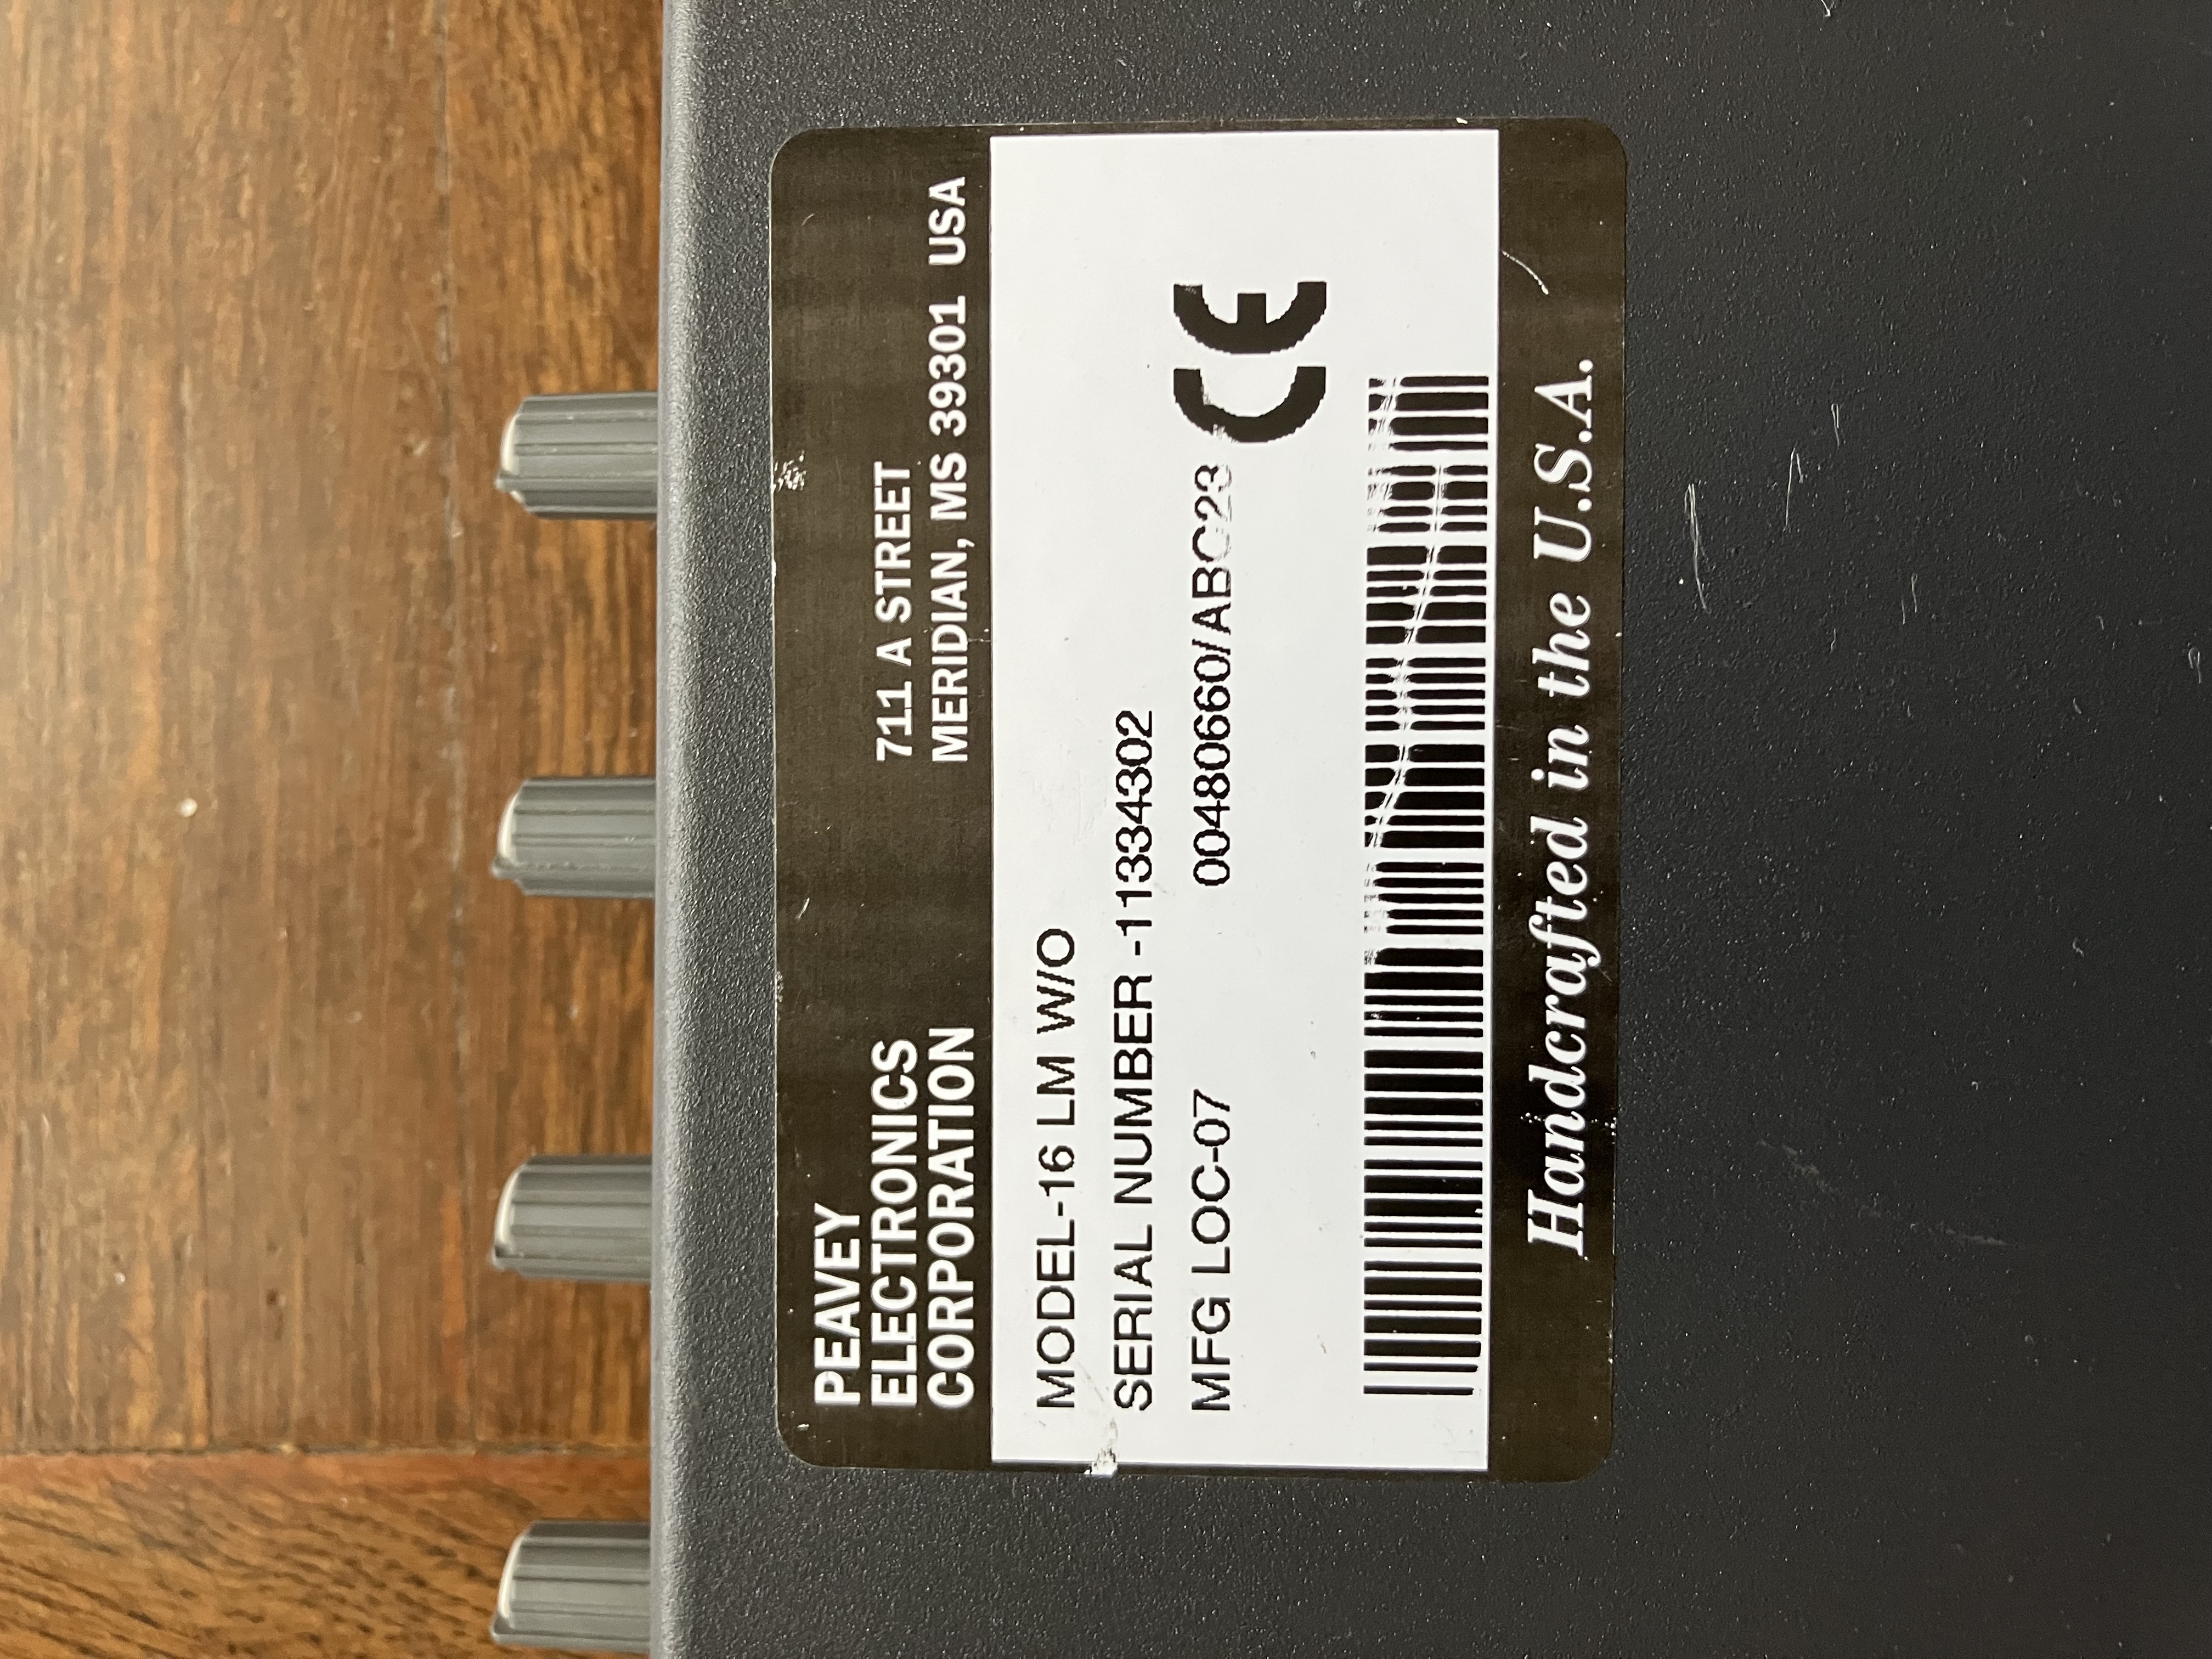 PEAVEY
ELECTRONICS
CORPORATION
711 A STREET
MERIDIAN, MS 39301 USA
MODEL-16 LM W/O
SERIAL NUMBER -11334302
MFG LOC-07 00480660/ABC23
CE
Handcrafted in the U.S.A.